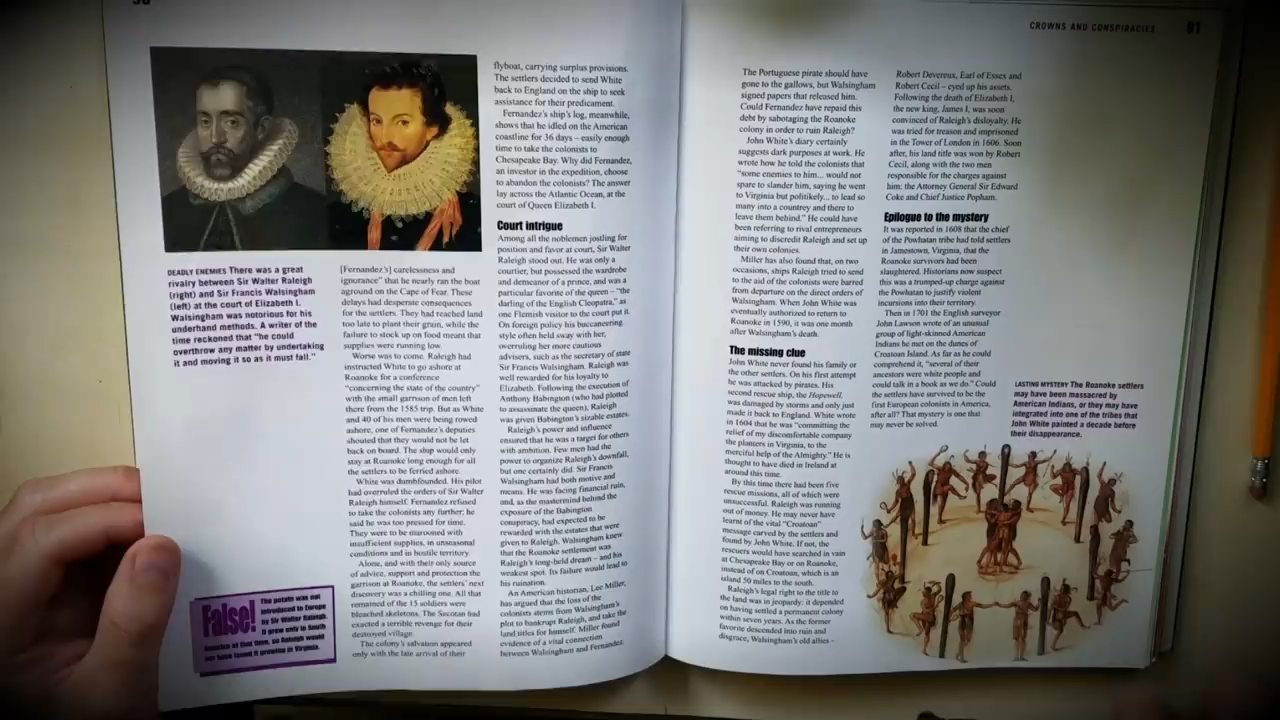 DEADLY ENEMIES There was a great
rivalry between Sir Walter Raleigh
(right) and Sir Francis Walsingham
(left) at the court of Elizabeth I.
Walsingham was notorious for his
underhand methods. A writer of the
time reckoned that "he could
overthrow any matter by undertaking
it and moving it so as it must fall."
False!
The potato was not
introduced to Europe
by Sir Walter Raleigh.
It grew only in South
America at that time, so Raleigh would
not have found it growing in Virginia.
[Fernandez's] carelessness and
ignorance" that he nearly ran the boat
aground on the Cape of Fear. These
delays had desperate consequences
for the settlers. They had reached land
too late to plant their grain, while the
failure to stock up on food meant that
supplies were running low.
Worse was to come. Raleigh had
instructed White to go ashore at
Roanoke for a conference
"concerning the state of the country"
with the small garrison of men left
there from the 1585 trip. But as White
and 40 of his men were being rowed
ashore, one of Fernandez's deputies
shouted that they would not be let
back on board. The ship would only
stay at Roanoke long enough for all
the settlers to be ferried ashore.
White was dumbfounded. His pilot
had overruled the orders of Sir Walter
Raleigh himself. Fernandez refused
to take the colonists any further; he
said he was too pressed for time.
They were to be marooned with
insufficient supplies, in unseasonal
conditions and in hostile territory.
Alone, and with their only source
of advice, support and protection the
garrison at Roanoke, the settlers' next
discovery was a chilling one. All that
remained of the 15 soldiers were
bleached skeletons. The Secotan had
exacted a terrible revenge for their
destroyed village.
The colony's salvation appeared
only with the late arrival of their
flyboat, carrying surplus provisions.
The settlers decided to send White
back to England on the ship to seek
assistance for their predicament.
Fernandez's ship's log, meanwhile,
shows that he idled on the American
coastline for 36 days – easily enough
time to take the colonists to
Chesapeake Bay. Why did Fernandez,
an investor in the expedition, choose
to abandon the colonists? The answer
lay across the Atlantic Ocean, at the
court of Queen Elizabeth I.
Court intrigue
Among all the noblemen jostling for
position and favor at court, Sir Walter
Raleigh stood out. He was only a
courtier, but possessed the wardrobe
and demeanor of a prince, and was a
particular favorite of the queen – "the
darling of the English Cleopatra," as
one Flemish visitor to the court put it.
On foreign policy his buccaneering
style often held sway with her,
overruling her more cautious
advisers, such as the secretary of state
Sir Francis Walsingham. Raleigh was
well rewarded for his loyalty to
Elizabeth. Following the execution of
Anthony Babington (who had plotted
to assassinate the queen), Raleigh
was given Babington's sizable estates.
Raleigh's power and influence
ensured that he was a target for others
with ambition. Few men had the
power to organize Raleigh's downfall,
but one certainly did. Sir Francis
Walsingham had both motive and
means. He was facing financial ruin,
and, as the mastermind behind the
exposure of the Babington
conspiracy, had expected to be
rewarded with the estates that were
given to Raleigh. Walsingham knew
that the Roanoke settlement was
Raleigh's long-held dream – and his
weakest spot. Its failure would lead to
his ruination.
An American historian, Lee Miller,
has argued that the loss of the
colonists stems from Walsingham's
plot to bankrupt Raleigh, and take the
land titles for himself. Miller found
evidence of a vital connection
between Walsingham and Fernandez.
CROWNS AND CONSPIRACIES 91
The Portuguese pirate should have
gone to the gallows, but Walsingham
signed papers that released him.
Could Fernandez have repaid this
debt by sabotaging the Roanoke
colony in order to ruin Raleigh?
John White's diary certainly
suggests dark purposes at work. He
wrote how he told the colonists that
"some enemies to him... would not
spare to slander him, saying he went
to Virginia but politikely... to lead so
many into a countrey and there to
leave them behind." He could have
been referring to rival entrepreneurs
aiming to discredit Raleigh and set up
their own colonies.
Miller has also found that, on two
occasions, ships Raleigh tried to send
to the aid of the colonists were barred
from departure on the direct orders of
Walsingham. When John White was
eventually authorized to return to
Roanoke in 1590, it was one month
after Walsingham's death.
The missing clue
John White never found his family or
the other settlers. On his first attempt
he was attacked by pirates. His
second rescue ship, the Hopewell,
was damaged by storms and only just
made it back to England. White wrote
in 1604 that he was "committing the
relief of my discomfortable company
the planters in Virginia, to the
merciful help of the Almighty." He is
thought to have died in Ireland at
around this time.
By this time there had been five
rescue missions, all of which were
unsuccessful. Raleigh was running
out of money. He may never have
learnt of the vital "Croatoan"
message carved by the settlers and
found by John White. If not, the
rescuers would have searched in vain
at Chesapeake Bay or on Roanoke,
instead of on Croatoan, which is an
island 50 miles to the south.
Raleigh's legal right to the title to
the land was in jeopardy: it depended
on having settled a permanent colony
within seven years. As the former
favorite descended into ruin and
disgrace, Walsingham's old allies –
Robert Devereux, Earl of Essex and
Robert Cecil – eyed up his assets.
Following the death of Elizabeth I,
the new king, James I, was soon
convinced of Raleigh's disloyalty. He
was tried for treason and imprisoned
in the Tower of London in 1606. Soon
after, his land title was won by Robert
Cecil, along with the two men
responsible for the charges against
him: the Attorney General Sir Edward
Coke and Chief Justice Popham.
Epilogue to the mystery
It was reported in 1608 that the chief
of the Powhatan tribe had told settlers
in Jamestown, Virginia, that the
Roanoke survivors had been
slaughtered. Historians now suspect
this was a trumped-up charge against
the Powhatan to justify violent
incursions into their territory.
Then in 1701 the English surveyor
John Lawson wrote of an unusual
group of light-skinned American
Indians he met on the dunes of
Croatoan Island. As far as he could
comprehend it, "several of their
ancestors were white people and
could talk in a book as we do." Could
the settlers have survived to be the
first European colonists in America,
after all? That mystery is one that
may never be solved.
LASTING MYSTERY The Roanoke settlers
may have been massacred by
American Indians, or they may have
integrated into one of the tribes that
John White painted a decade before
their disappearance.